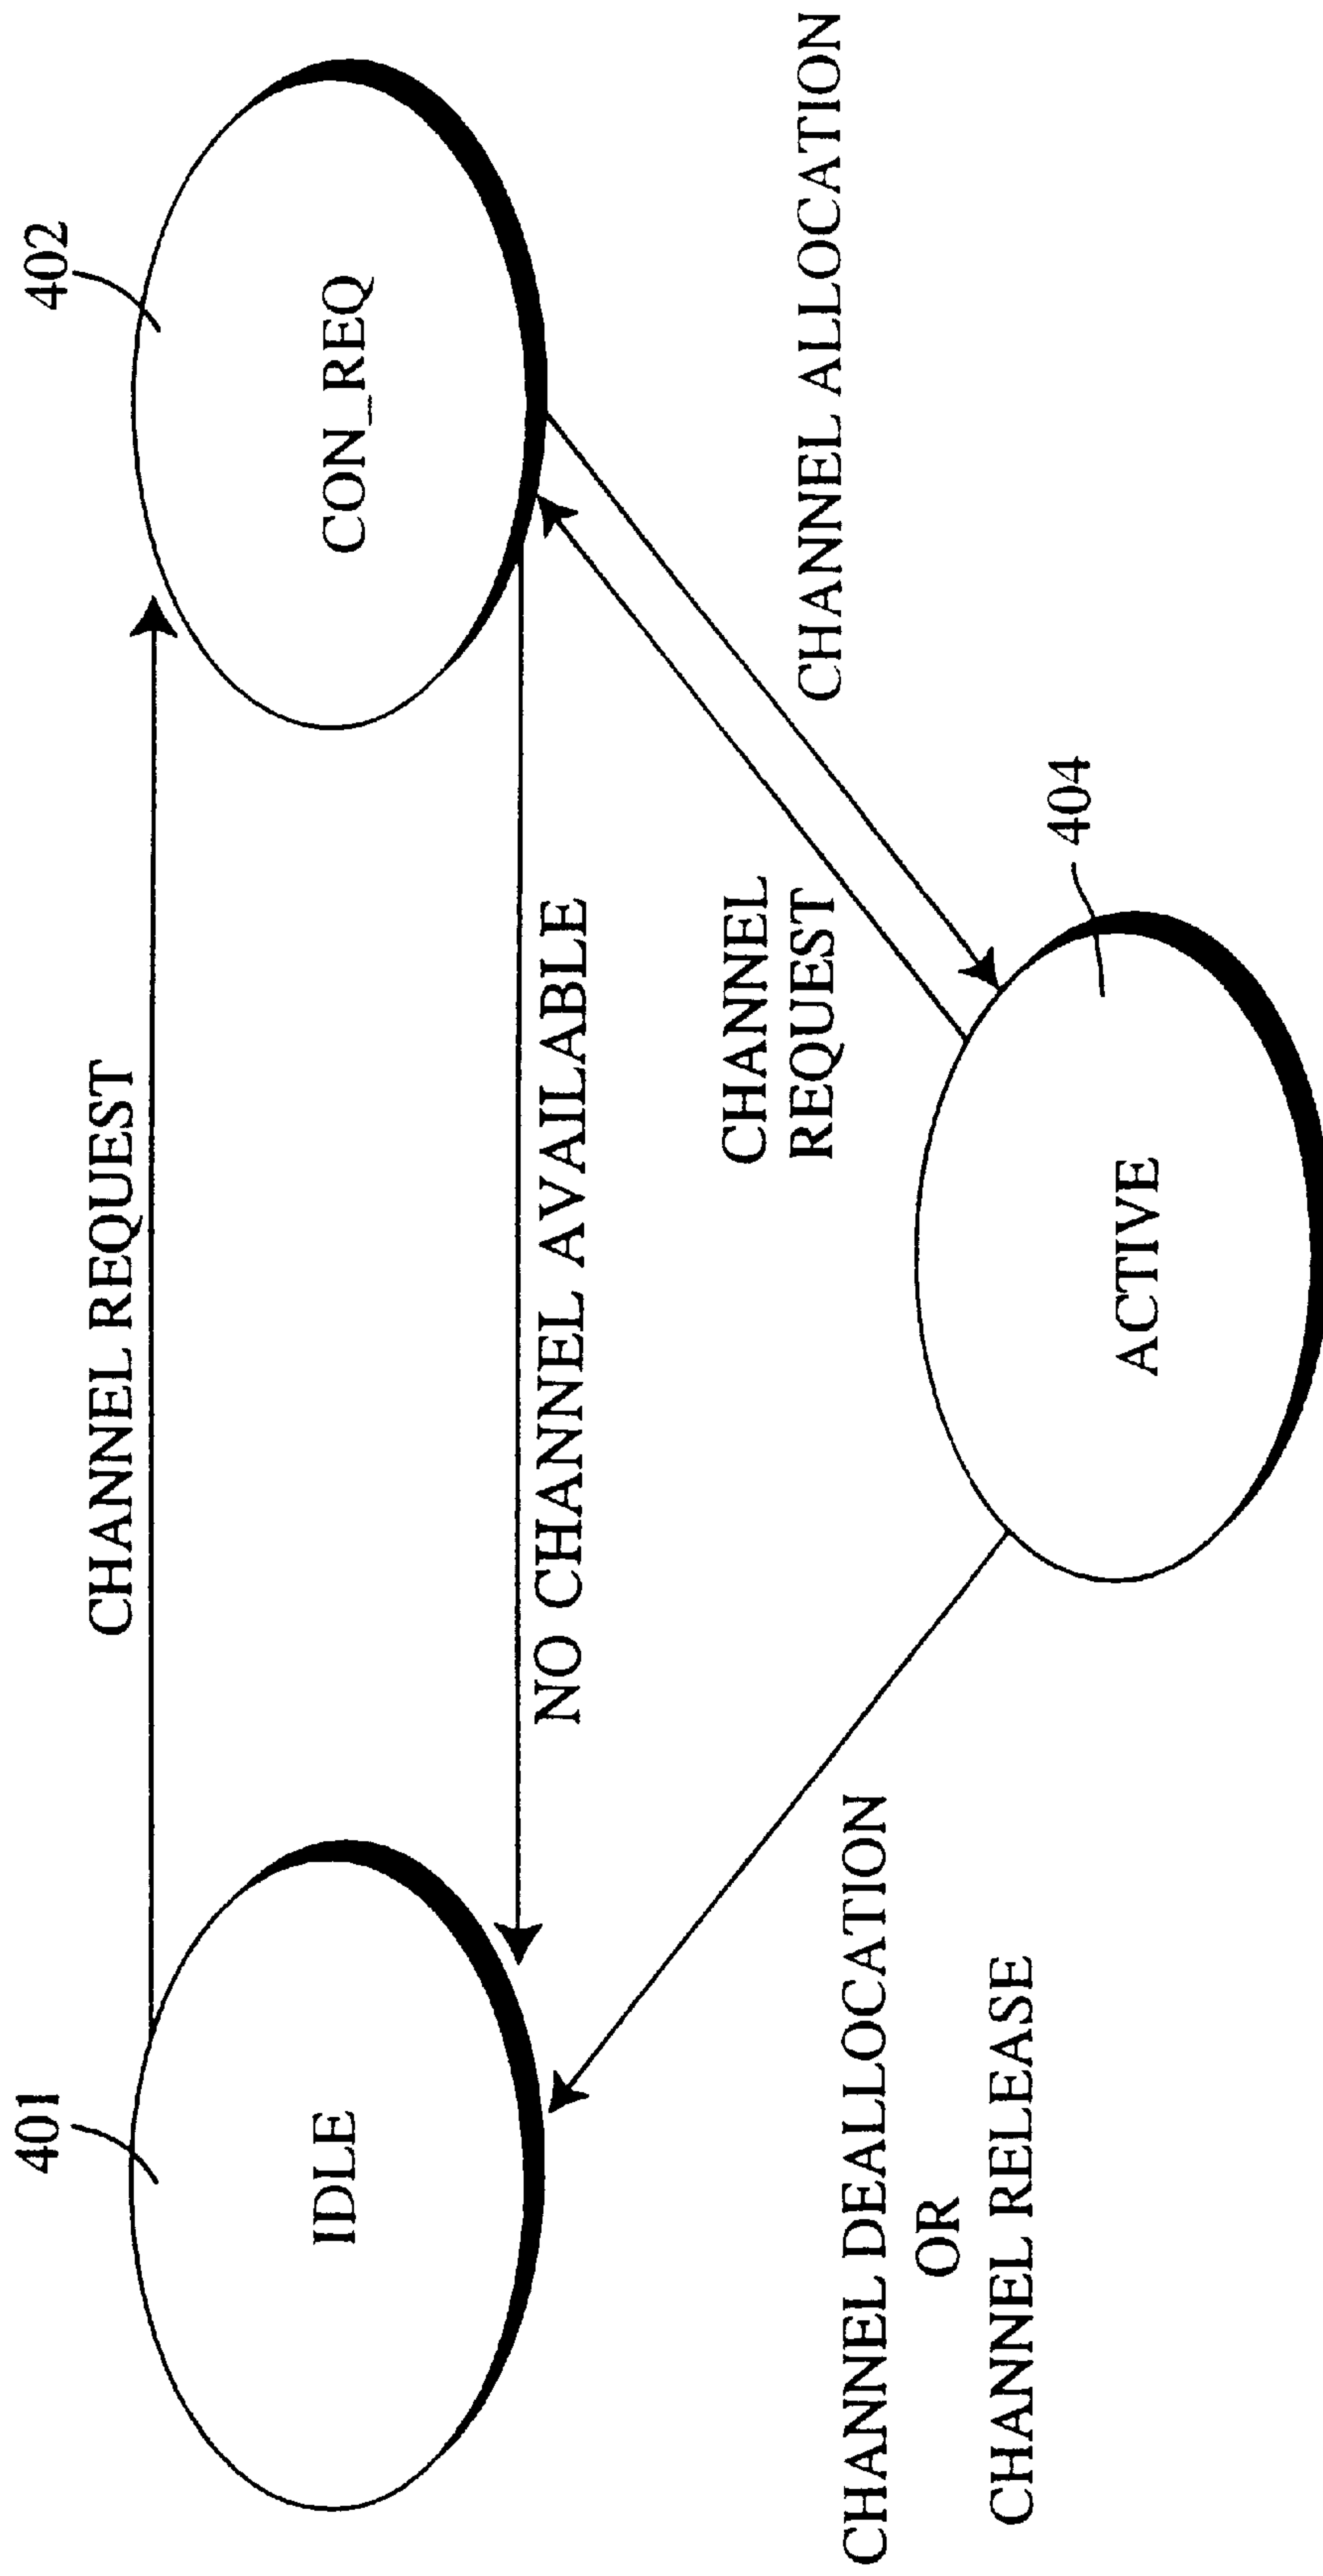 401
402
CHANNEL REQUEST
IDLE
CON_REQ
NO CHANNEL AVAILABLE
CHANNEL
REQUEST
CHANNEL ALLOCATION
CHANNEL DEALLOCATION
OR
CHANNEL RELEASE
404
ACTIVE